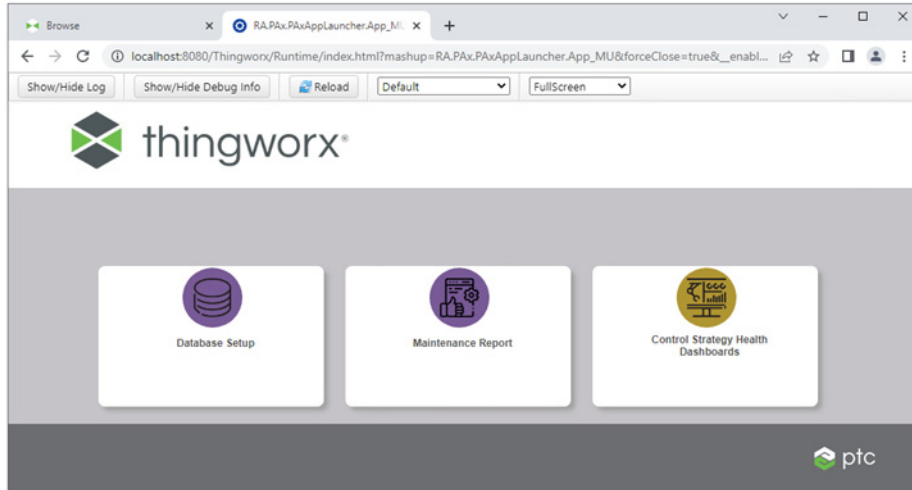 Browse
RA.PAx.PAxAppLauncher.App_MU
localhost:8080/Thingworx/Runtime/index.html?mashup=RA.PAx.PAxAppLauncher.App_MU&forceClose=true&__enabl...
Show/Hide Log Show/Hide Debug Info Reload Default FullScreen
thingworx®
Database Setup
Maintenance Report
Control Strategy Health
Dashboards
ptc